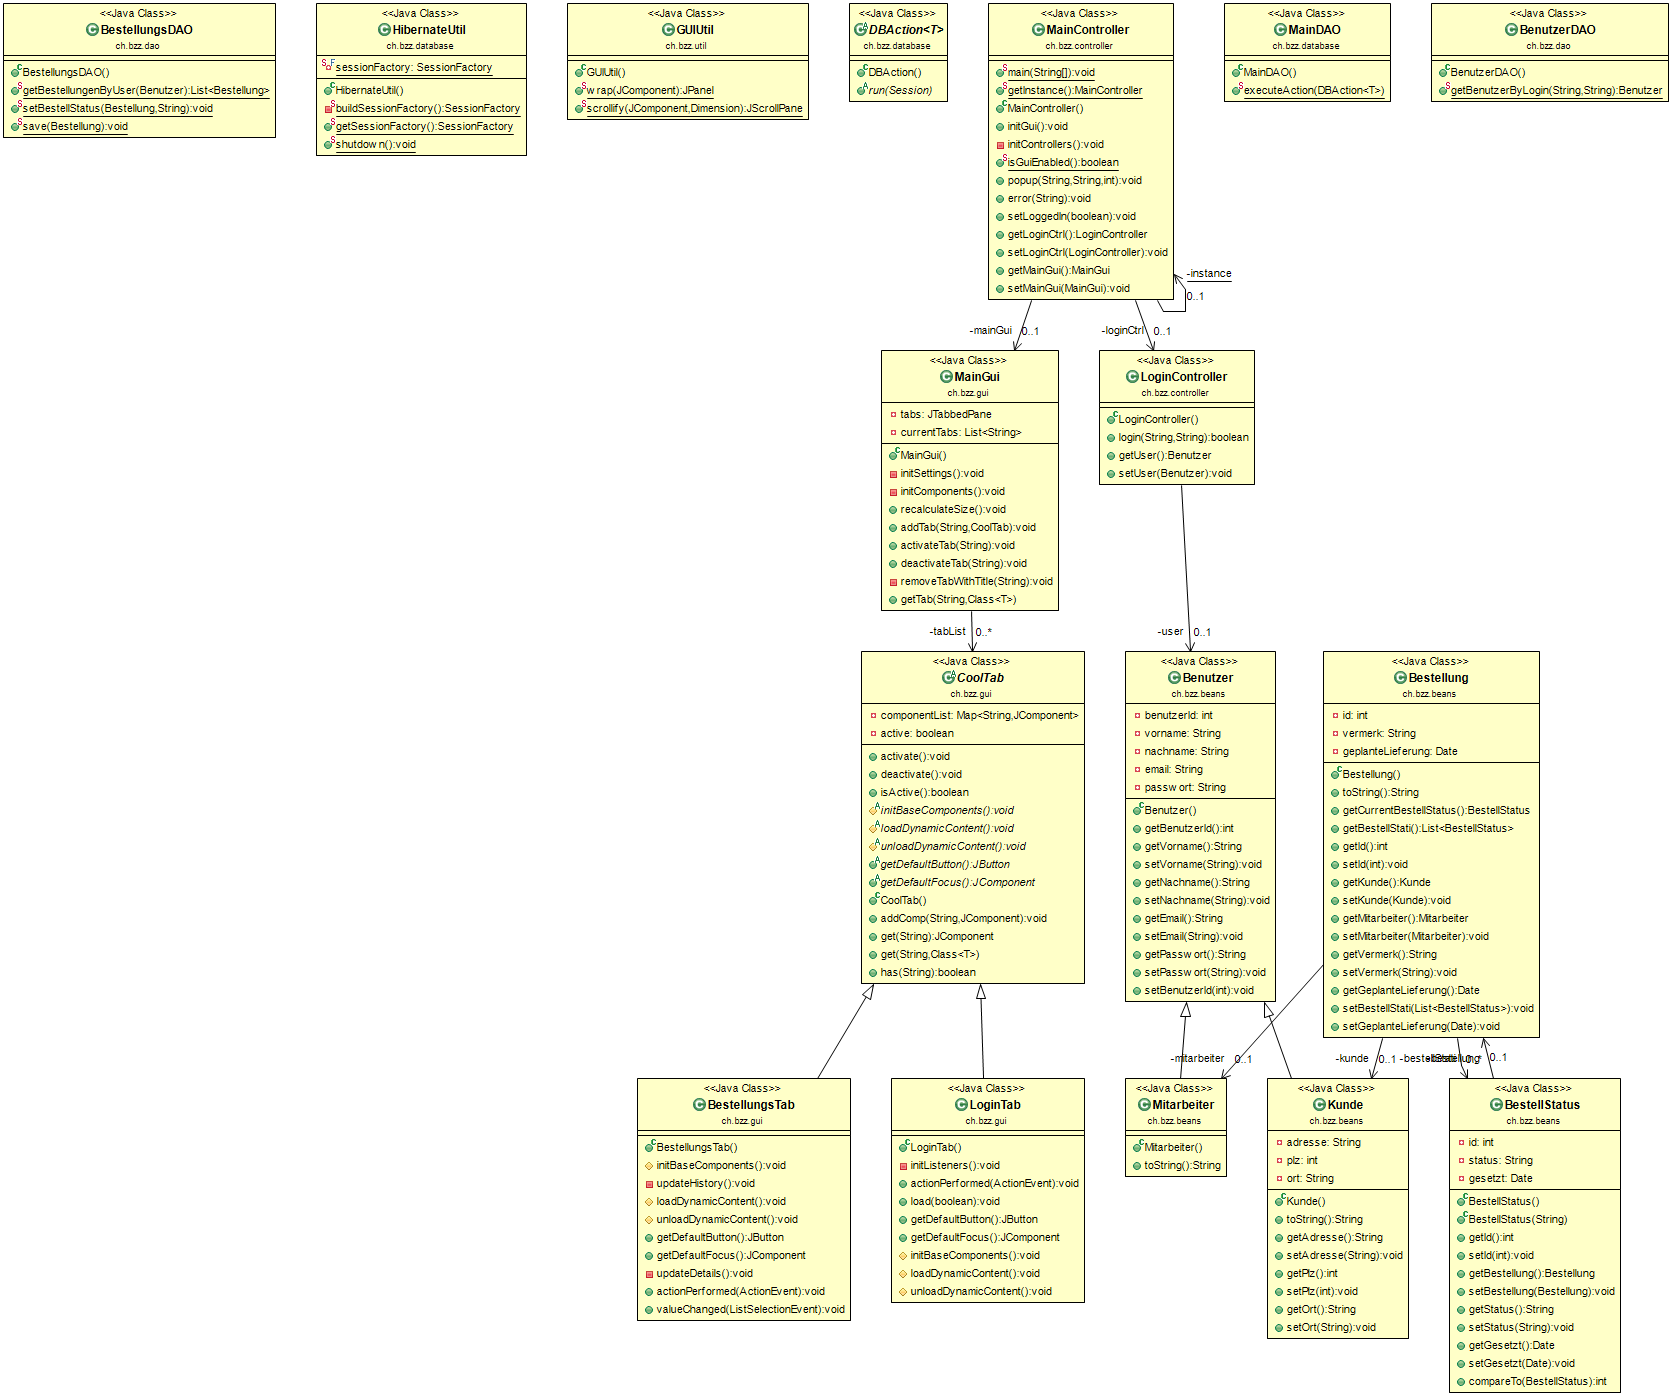 <<Java Class>>
BestellungsDAO
ch.bzz.dao
BestellungsDAO()
getBestellungenByUser(Benutzer):List<Bestellung>
setBestellStatus(Bestellung,String):void
save(Bestellung):void
<<Java Class>>
HibernateUtil
ch.bzz.database
sessionFactory: SessionFactory
HibernateUtil()
buildSessionFactory():SessionFactory
getSessionFactory():SessionFactory
shutdown():void
<<Java Class>>
GUIUtil
ch.bzz.util
GUIUtil()
wrap(JComponent):JPanel
scrollify(JComponent,Dimension):JScrollPane
<<Java Class>>
DBAction<T>
ch.bzz.database
DBAction()
run(Session)
<<Java Class>>
MainController
ch.bzz.controller
main(String[]):void
getInstance():MainController
MainController()
initGui():void
initControllers():void
isGuiEnabled():boolean
popup(String,String,int):void
error(String):void
setLoggedIn(boolean):void
getLoginCtrl():LoginController
setLoginCtrl(LoginController):void
getMainGui():MainGui
setMainGui(MainGui):void
<<Java Class>>
MainDAO
ch.bzz.database
MainDAO()
executeAction(DBAction<T>)
<<Java Class>>
BenutzerDAO
ch.bzz.dao
BenutzerDAO()
getBenutzerByLogin(String,String):Benutzer
-instance
0..1
-mainGui
0..1
-loginCtrl
0..1
<<Java Class>>
MainGui
ch.bzz.gui
tabs: JTabbedPane
currentTabs: List<String>
MainGui()
initSettings():void
initComponents():void
recalculateSize():void
addTab(String,CoolTab):void
activateTab(String):void
deactivateTab(String):void
removeTabWithTitle(String):void
getTab(String,Class<T>)
<<Java Class>>
LoginController
ch.bzz.controller
LoginController()
login(String,String):boolean
getUser():Benutzer
setUser(Benutzer):void
-tabList
0..*
-user
0..1
<<Java Class>>
CoolTab
ch.bzz.gui
componentList: Map<String,JComponent>
active: boolean
activate():void
deactivate():void
isActive():boolean
initBaseComponents():void
loadDynamicContent():void
unloadDynamicContent():void
getDefaultButton():JButton
getDefaultFocus():JComponent
CoolTab()
addComp(String,JComponent):void
get(String):JComponent
get(String,Class<T>)
has(String):boolean
<<Java Class>>
Benutzer
ch.bzz.beans
benutzerId: int
vorname: String
nachname: String
email: String
passwort: String
Benutzer()
getBenutzerId():int
getVorname():String
setVorname(String):void
getNachname():String
setNachname(String):void
getEmail():String
setEmail(String):void
getPasswort():String
setPasswort(String):void
setBenutzerId(int):void
<<Java Class>>
Bestellung
ch.bzz.beans
id: int
vermerk: String
geplanteLieferung: Date
Bestellung()
toString():String
getCurrentBestellStatus():BestellStatus
getBestellStati():List<BestellStatus>
getId():int
setId(int):void
getKunde():Kunde
setKunde(Kunde):void
getMitarbeiter():Mitarbeiter
setMitarbeiter(Mitarbeiter):void
getVermerk():String
setVermerk(String):void
getGeplanteLieferung():Date
setBestellStati(List<BestellStatus>):void
setGeplanteLieferung(Date):void
-mitarbeiter
0..1
-kunde
0..1
0..*
0..1
<<Java Class>>
BestellungsTab
ch.bzz.gui
BestellungsTab()
initBaseComponents():void
updateHistory():void
loadDynamicContent():void
unloadDynamicContent():void
getDefaultButton():JButton
getDefaultFocus():JComponent
updateDetails():void
actionPerformed(ActionEvent):void
valueChanged(ListSelectionEvent):void
<<Java Class>>
LoginTab
ch.bzz.gui
LoginTab()
initListeners():void
actionPerformed(ActionEvent):void
load(boolean):void
getDefaultButton():JButton
getDefaultFocus():JComponent
initBaseComponents():void
loadDynamicContent():void
unloadDynamicContent():void
<<Java Class>>
Mitarbeiter
ch.bzz.beans
Mitarbeiter()
toString():String
<<Java Class>>
Kunde
ch.bzz.beans
adresse: String
plz: int
ort: String
Kunde()
toString():String
getAdresse():String
setAdresse(String):void
getPlz():int
setPlz(int):void
getOrt():String
setOrt(String):void
<<Java Class>>
BestellStatus
ch.bzz.beans
id: int
status: String
gesetzt: Date
BestellStatus()
BestellStatus(String)
getId():int
setId(int):void
getBestellung():Bestellung
setBestellung(Bestellung):void
getStatus():String
setStatus(String):void
getGesetzt():Date
setGesetzt(Date):void
compareTo(BestellStatus):int